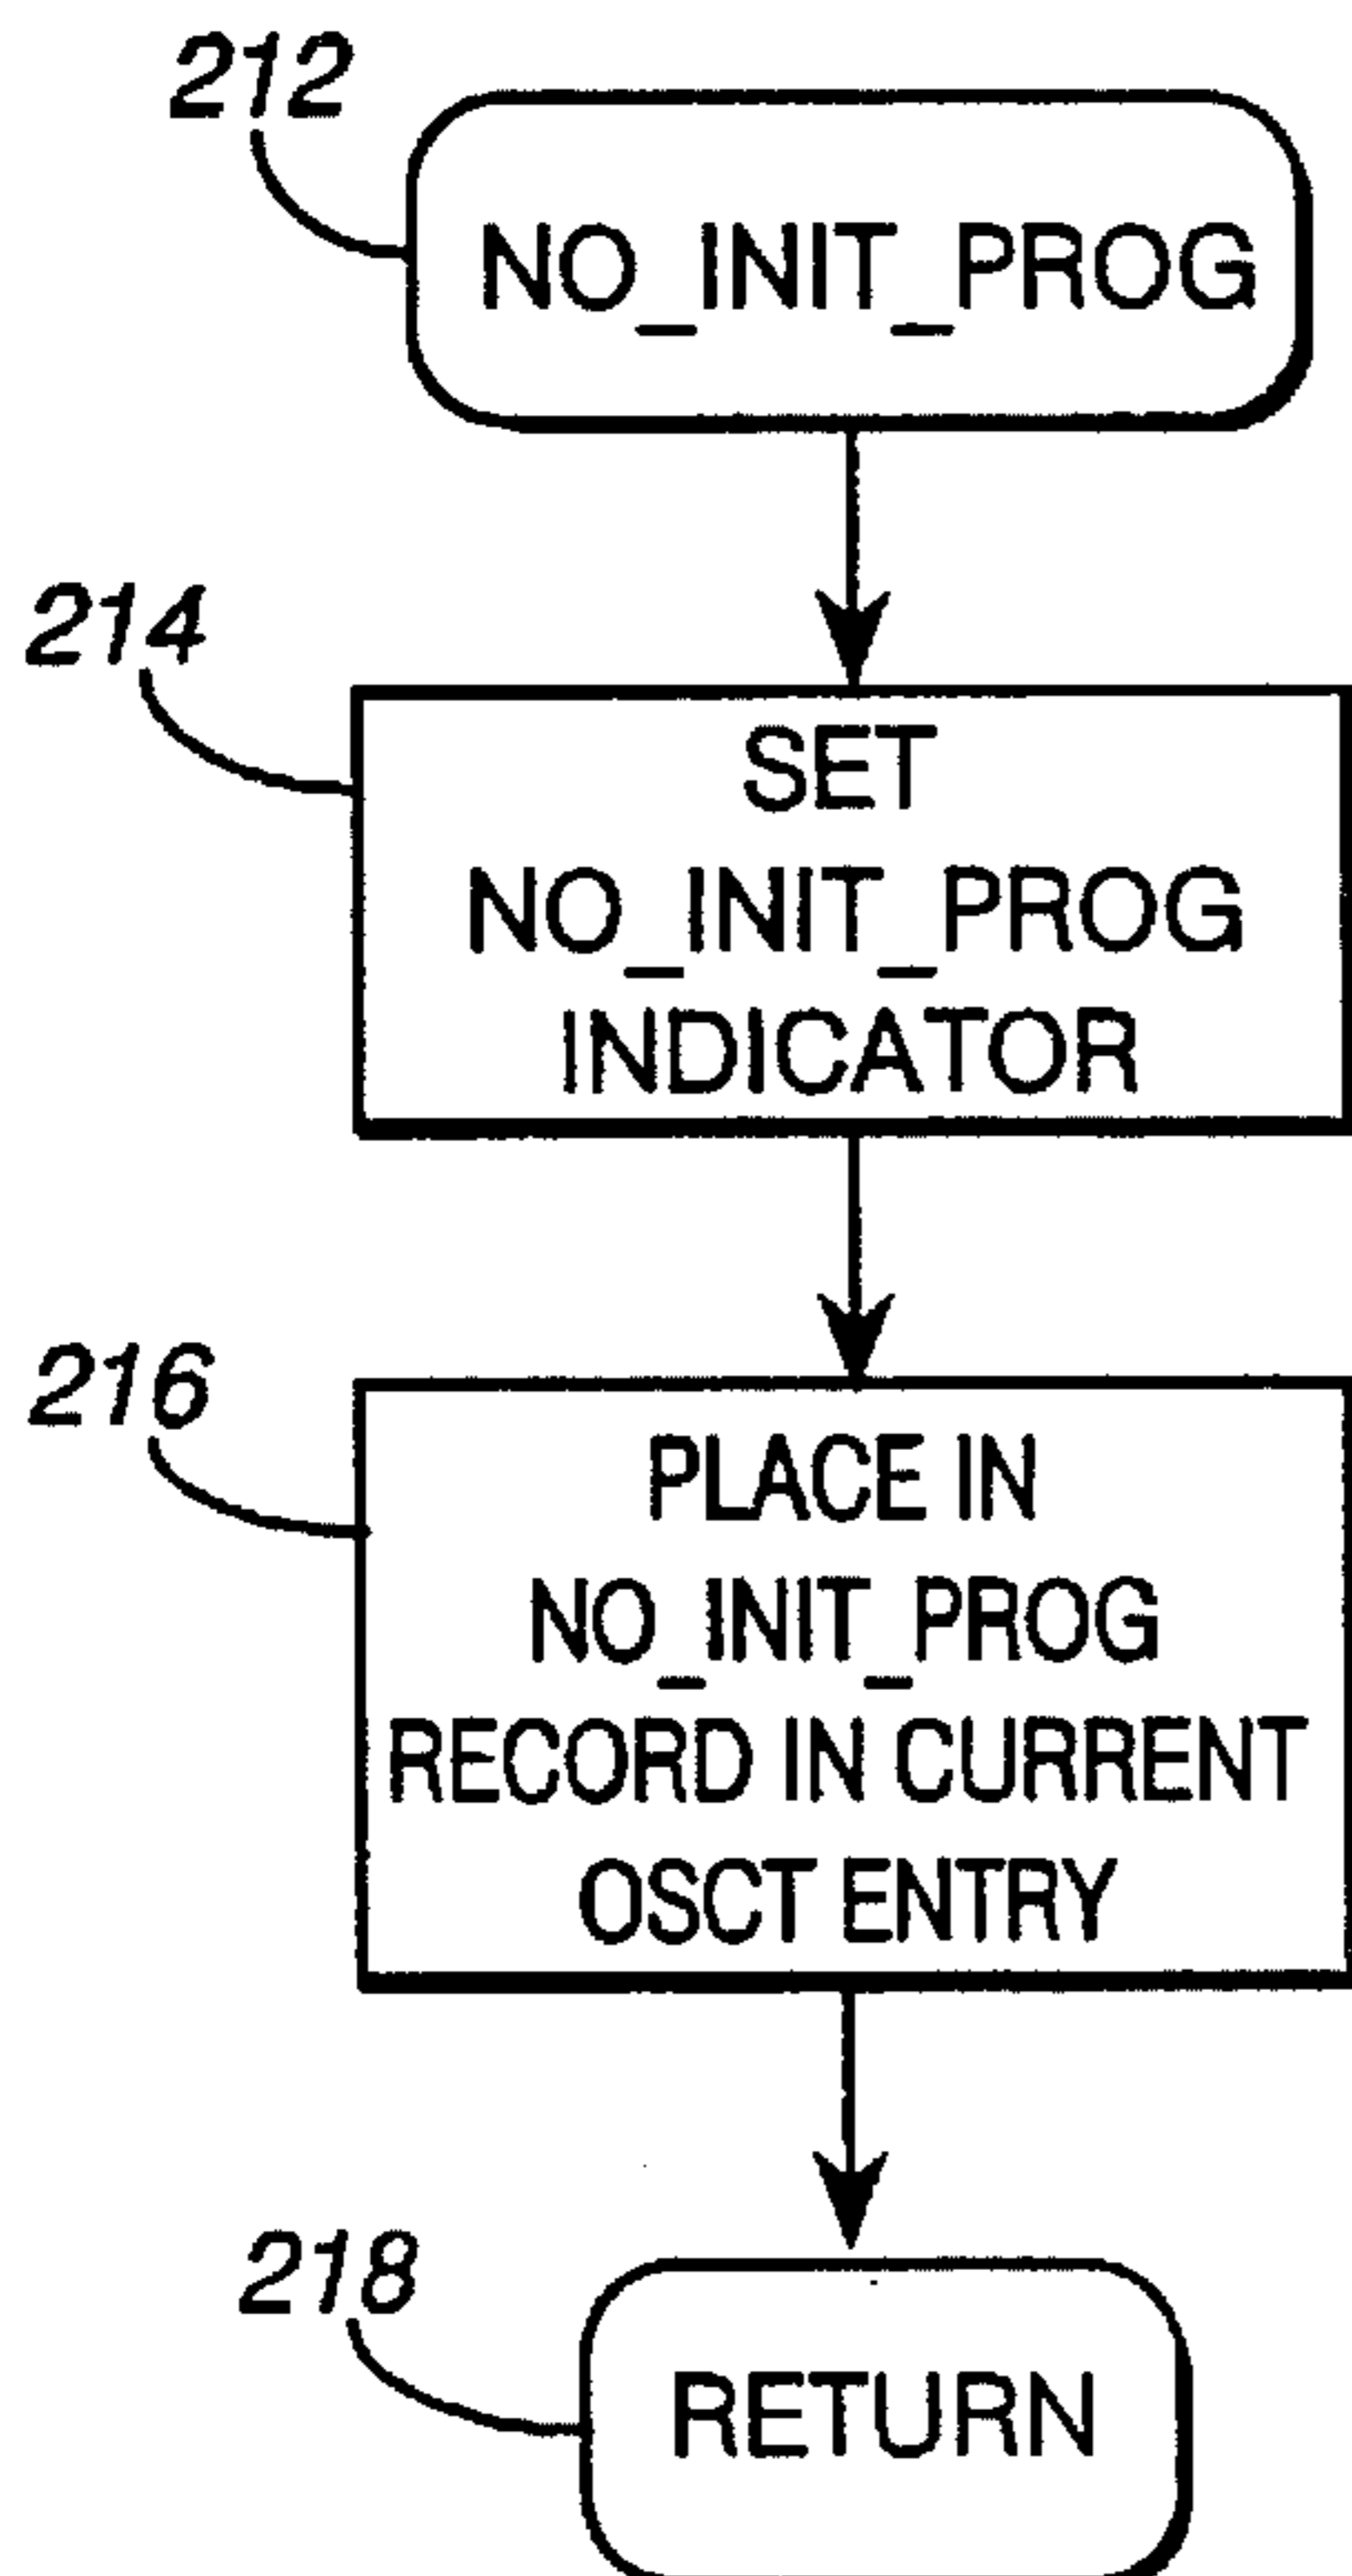 212
NO_INIT_PROG
214
SET
NO_INIT_PROG
INDICATOR
216
PLACE IN
NO_INIT_PROG
RECORD IN CURRENT
OSCT ENTRY
218
RETURN